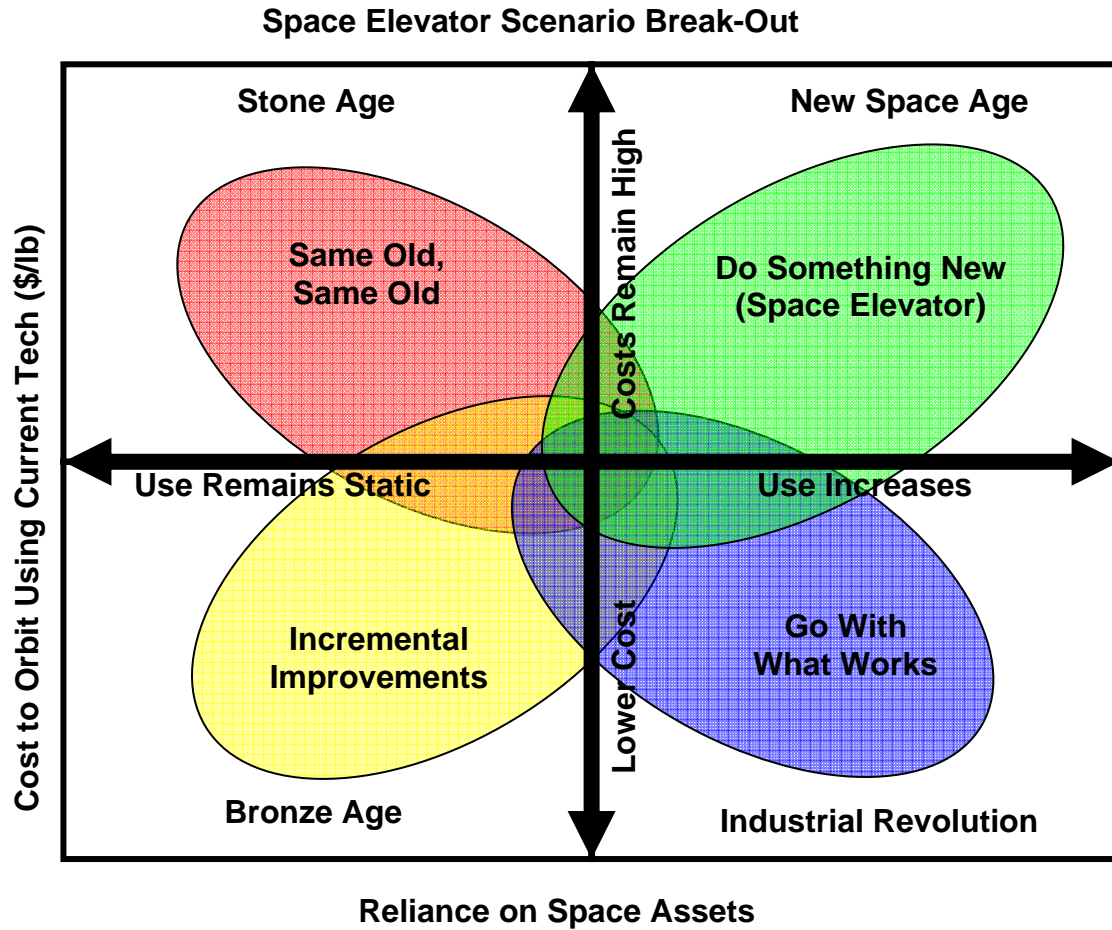 Space Elevator Scenario Break-Out
Stone Age
New Space Age
Same Old,
Same Old
Do Something New
(Space Elevator)
Costs Remain High
Cost to Orbit Using Current Tech ($/lb)
Use Remains Static
Use Increases
Incremental
Improvements
Lower Cost
Go With
What Works
Bronze Age
Industrial Revolution
Reliance on Space Assets